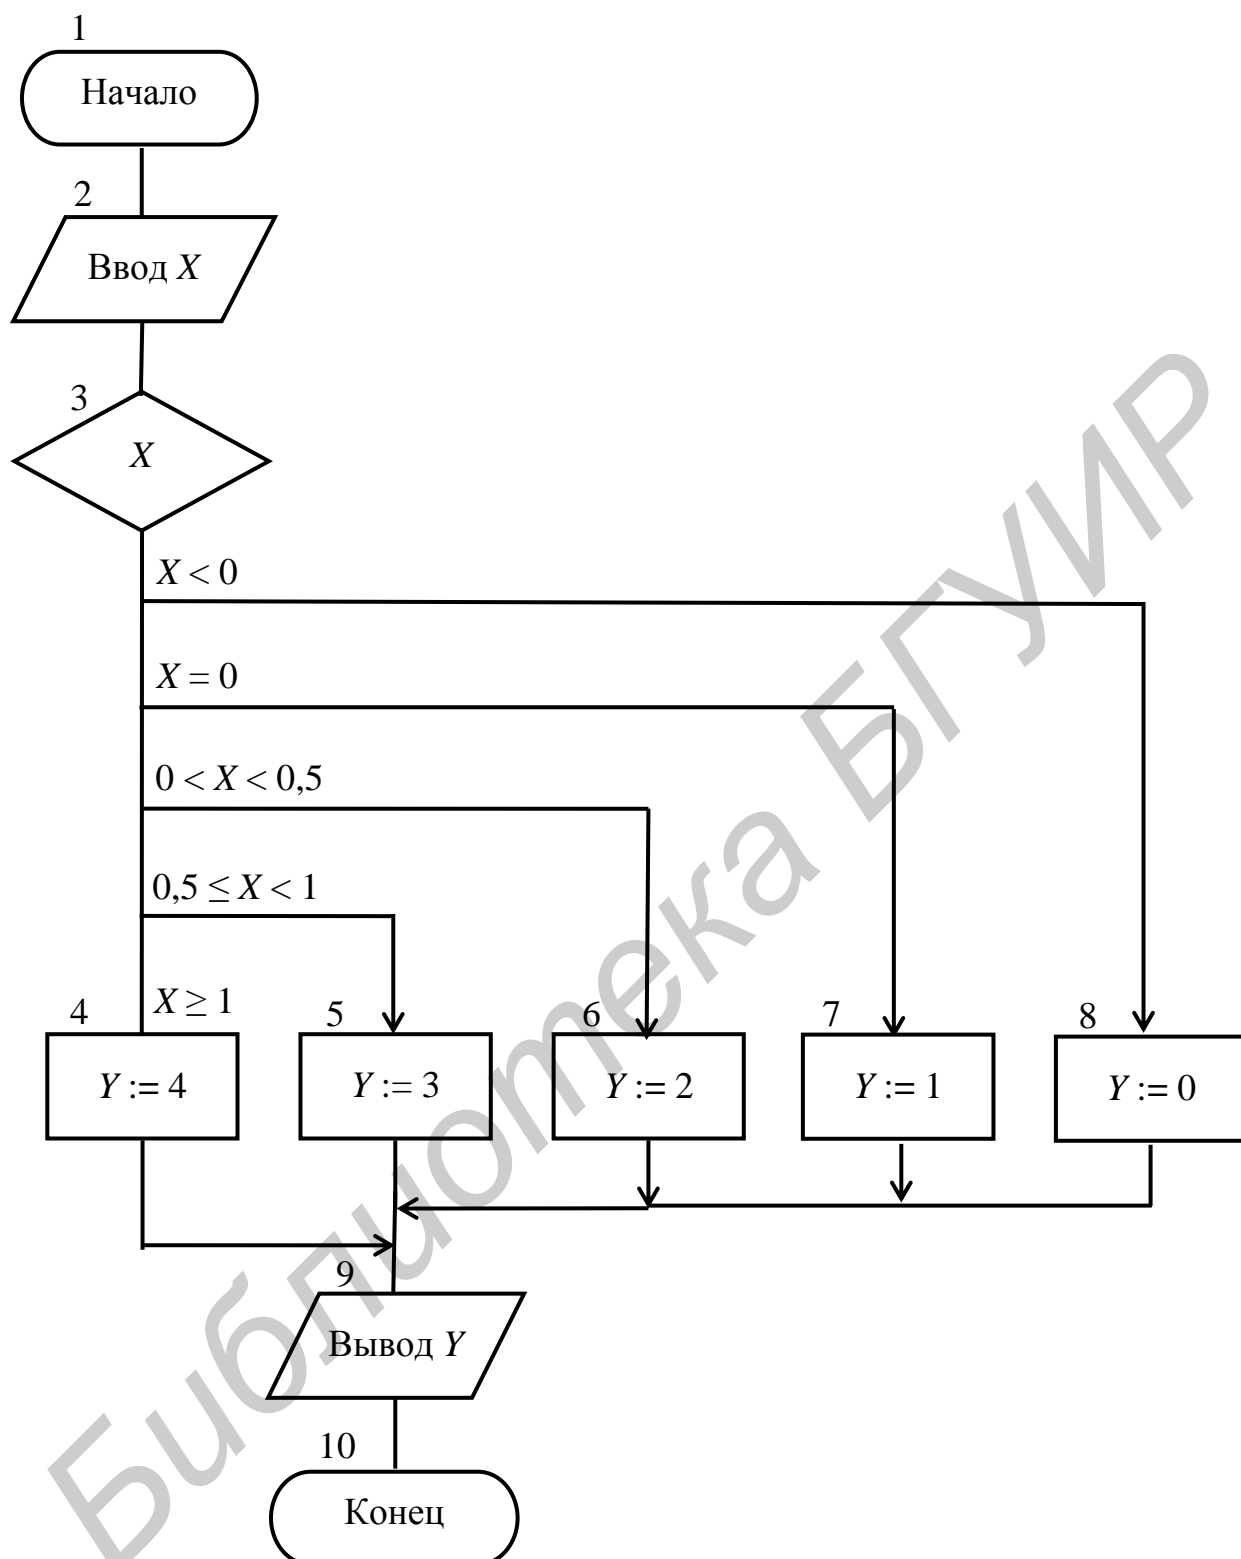 1
Начало
2
Ввод X
3
X
X < 0
X = 0
0 < X < 0,5
0,5 ≤ X < 1
X ≥ 1
4
5
6
7
8
Y := 4
Y := 3
Y := 2
Y := 1
Y := 0
9
Вывод Y
10
Конец
Библиотека БГУИР